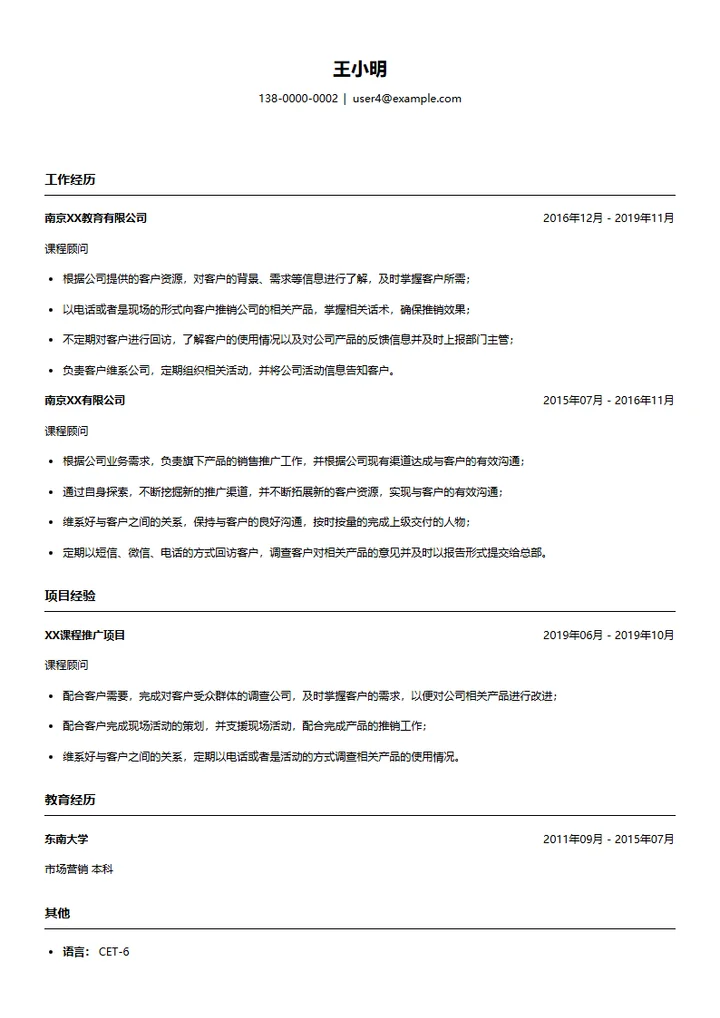 王小明
138-0000-0002 | user4@example.com
工作经历
南京XX教育有限公司 2016年12月 - 2019年11月
课程顾问
• 根据公司提供的客户资源，对客户的背景、需求等信息进行了解，及时掌握客户所需；
• 以电话或者是现场的形式向客户推销公司的相关产品，掌握相关话术，确保推销效果；
• 不定期对客户进行回访，了解客户的使用情况以及对公司产品的反馈信息并及时上报部门主管；
• 负责客户维系公司，定期组织相关活动，并将公司活动信息告知客户。
南京XX有限公司 2015年07月 - 2016年11月
课程顾问
• 根据公司业务需求，负责旗下产品的销售推广工作，并根据公司现有渠道达成与客户的有效沟通；
• 通过自身探索，不断挖掘新的推广渠道，并不断拓展新的客户资源，实现与客户的有效沟通；
• 维系好与客户之间的关系，保持与客户的良好沟通，按时按量的完成上级交付的人物；
• 定期以短信、微信、电话的方式回访客户，调查客户对相关产品的意见并及时以报告形式提交给总部。
项目经验
XX课程推广项目 2019年06月 - 2019年10月
课程顾问
• 配合客户需要，完成对客户受众群体的调查公司，及时掌握客户的需求，以便对公司相关产品进行改进；
• 配合客户完成现场活动的策划，并支援现场活动，配合完成产品的推销工作；
• 维系好与客户之间的关系，定期以电话或者是活动的方式调查相关产品的使用情况。
教育经历
东南大学 2011年09月 - 2015年07月
市场营销 本科
其他
• 语言： CET-6